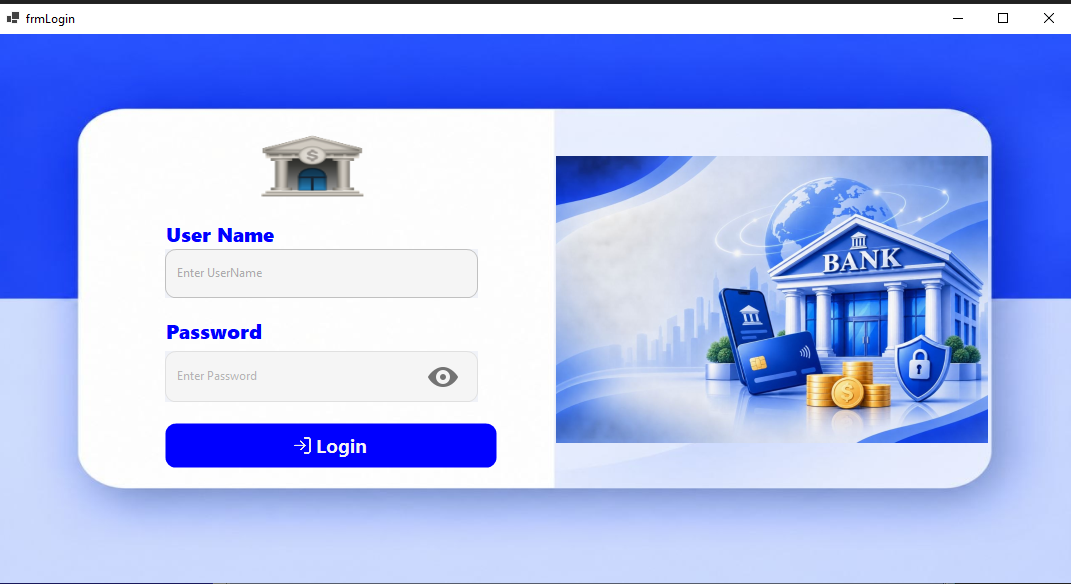 frmLogin
User Name
Enter UserName
Password
Enter Password
Login
$
BANK
$